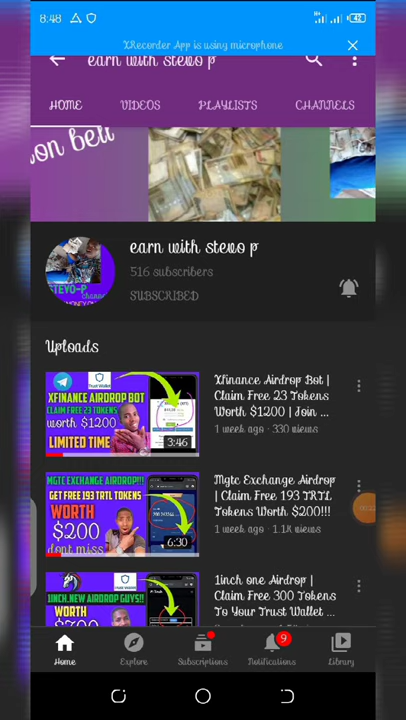 8:48
42
XRecorder App is using microphone
earn with stevo p
HOME VIDEOS PLAYLISTS CHANNELS
ion bell
earn with stevo p
516 subscribers
SUBSCRIBED
STEVO-P
Uploads
Trust Wallet
XFINANCE AIRDROP BOT
CLAIM FREE 23 TOKENS
worth $1200
LIMITED TIME
3:46
XFinance Airdrop Bot |
Claim Free 23 Tokens
Worth $1200 | Join ...
1 week ago · 330 views
MGTC EXCHANGE AIRDROP!!!
GET FREE 193 TRTL TOKENS
WORTH
$200
dont miss
6:30
Mgtc Exchange Airdrop
| Claim Free 193 TRTL
Tokens Worth $200!!!
1 week ago · 1.1K views
1INCH.NEW AIRDROP GUYS!!
WORTH
1inch one Airdrop |
Claim Free 300 Tokens
To Your Trust Wallet ...
9
Home Explore Subscriptions Notifications Library